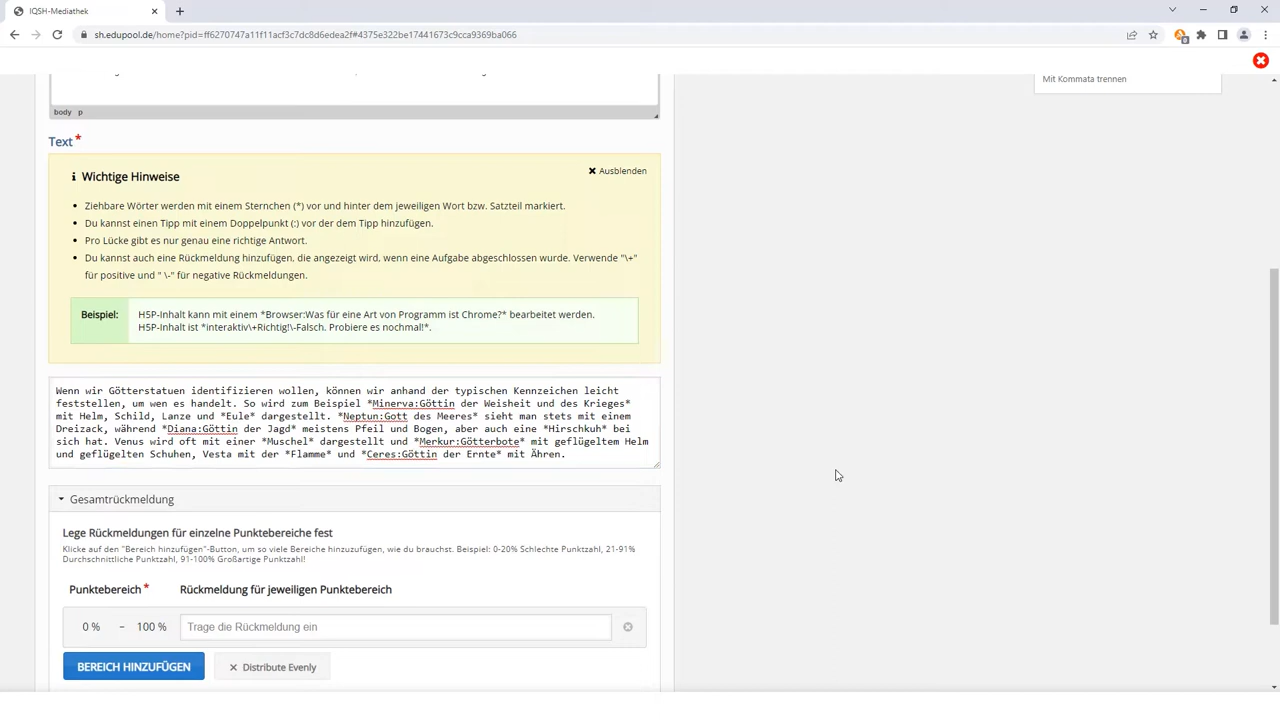 IQSH-Mediathek
sh.edupool.de/home?pid=ff6270747a11f11acf3c7dc8d6edea2f#4375e322be17441673c9cca9369ba066
Mit Kommata trennen
body p
Text *
Wichtige Hinweise
Ausblenden
Ziehbare Wörter werden mit einem Sternchen (*) vor und hinter dem jeweiligen Wort bzw. Satzteil markiert.
Du kannst einen Tipp mit einem Doppelpunkt (:) vor der dem Tipp hinzufügen.
Pro Lücke gibt es nur genau eine richtige Antwort.
Du kannst auch eine Rückmeldung hinzufügen, die angezeigt wird, wenn eine Aufgabe abgeschlossen wurde. Verwende "\+"
für positive und " \-" für negative Rückmeldungen.
Beispiel:
H5P-Inhalt kann mit einem *Browser:Was für eine Art von Programm ist Chrome?* bearbeitet werden.
H5P-Inhalt ist *interaktiv\+Richtig!\-Falsch. Probiere es nochmal!*.
Wenn wir Götterstatuen identifizieren wollen, können wir anhand der typischen Kennzeichen leicht
feststellen, um wen es handelt. So wird zum Beispiel *Minerva:Göttin der Weisheit und des Krieges*
mit Helm, Schild, Lanze und *Eule* dargestellt. *Neptun:Gott des Meeres* sieht man stets mit einem
Dreizack, während *Diana:Göttin der Jagd* meistens Pfeil und Bogen, aber auch eine *Hirschkuh* bei
sich hat. Venus wird oft mit einer *Muschel* dargestellt und *Merkur:Götterbote* mit geflügeltem Helm
und geflügelten Schuhen, Vesta mit der *Flamme* und *Ceres:Göttin der Ernte* mit Ähren.
Gesamtrückmeldung
Lege Rückmeldungen für einzelne Punktebereiche fest
Klicke auf den "Bereich hinzufügen"-Button, um so viele Bereiche hinzuzufügen, wie du brauchst. Beispiel: 0-20% Schlechte Punktzahl, 21-91%
Durchschnittliche Punktzahl, 91-100% Großartige Punktzahl!
Punktebereich * Rückmeldung für jeweiligen Punktebereich
0 % – 100 % Trage die Rückmeldung ein
BEREICH HINZUFÜGEN Distribute Evenly